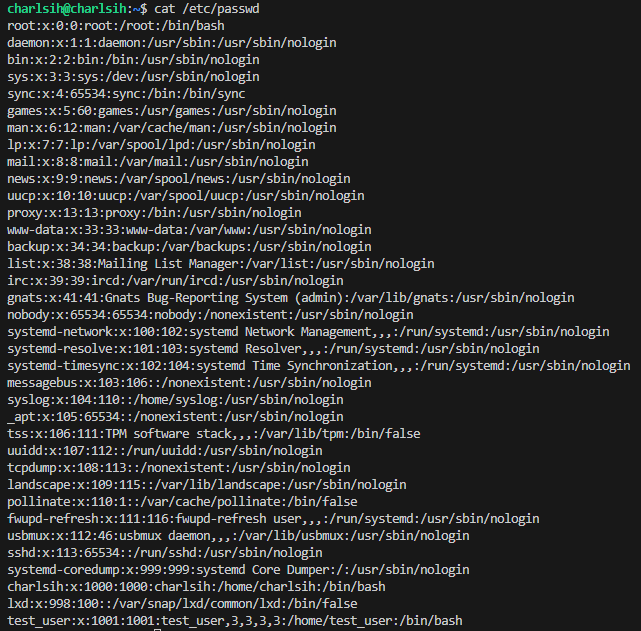 charlsih@charlsih:~$ cat /etc/passwd
root:x:0:0:root:/root:/bin/bash
daemon:x:1:1:daemon:/usr/sbin:/usr/sbin/nologin
bin:x:2:2:bin:/bin:/usr/sbin/nologin
sys:x:3:3:sys:/dev:/usr/sbin/nologin
sync:x:4:65534:sync:/bin:/bin/sync
games:x:5:60:games:/usr/games:/usr/sbin/nologin
man:x:6:12:man:/var/cache/man:/usr/sbin/nologin
lp:x:7:7:lp:/var/spool/lpd:/usr/sbin/nologin
mail:x:8:8:mail:/var/mail:/usr/sbin/nologin
news:x:9:9:news:/var/spool/news:/usr/sbin/nologin
uucp:x:10:10:uucp:/var/spool/uucp:/usr/sbin/nologin
proxy:x:13:13:proxy:/bin:/usr/sbin/nologin
www-data:x:33:33:www-data:/var/www:/usr/sbin/nologin
backup:x:34:34:backup:/var/backups:/usr/sbin/nologin
list:x:38:38:Mailing List Manager:/var/list:/usr/sbin/nologin
irc:x:39:39:ircd:/var/run/ircd:/usr/sbin/nologin
gnats:x:41:41:Gnats Bug-Reporting System (admin):/var/lib/gnats:/usr/sbin/nologin
nobody:x:65534:65534:nobody:/nonexistent:/usr/sbin/nologin
systemd-network:x:100:102:systemd Network Management,,,:/run/systemd:/usr/sbin/nologin
systemd-resolve:x:101:103:systemd Resolver,,,:/run/systemd:/usr/sbin/nologin
systemd-timesync:x:102:104:systemd Time Synchronization,,,:/run/systemd:/usr/sbin/nologin
messagebus:x:103:106::/nonexistent:/usr/sbin/nologin
syslog:x:104:110::/home/syslog:/usr/sbin/nologin
_apt:x:105:65534::/nonexistent:/usr/sbin/nologin
tss:x:106:111:TPM software stack,,,:/var/lib/tpm:/bin/false
uuidd:x:107:112::/run/uuidd:/usr/sbin/nologin
tcpdump:x:108:113::/nonexistent:/usr/sbin/nologin
landscape:x:109:115::/var/lib/landscape:/usr/sbin/nologin
pollinate:x:110:1::/var/cache/pollinate:/bin/false
fwupd-refresh:x:111:116:fwupd-refresh user,,,:/run/systemd:/usr/sbin/nologin
usbmux:x:112:46:usbmux daemon,,,:/var/lib/usbmux:/usr/sbin/nologin
sshd:x:113:65534::/run/sshd:/usr/sbin/nologin
systemd-coredump:x:999:999:systemd Core Dumper:/:/usr/sbin/nologin
charlsih:x:1000:1000:charlsih:/home/charlsih:/bin/bash
lxd:x:998:100::/var/snap/lxd/common/lxd:/bin/false
test_user:x:1001:1001:test_user,3,3,3,3:/home/test_user:/bin/bash